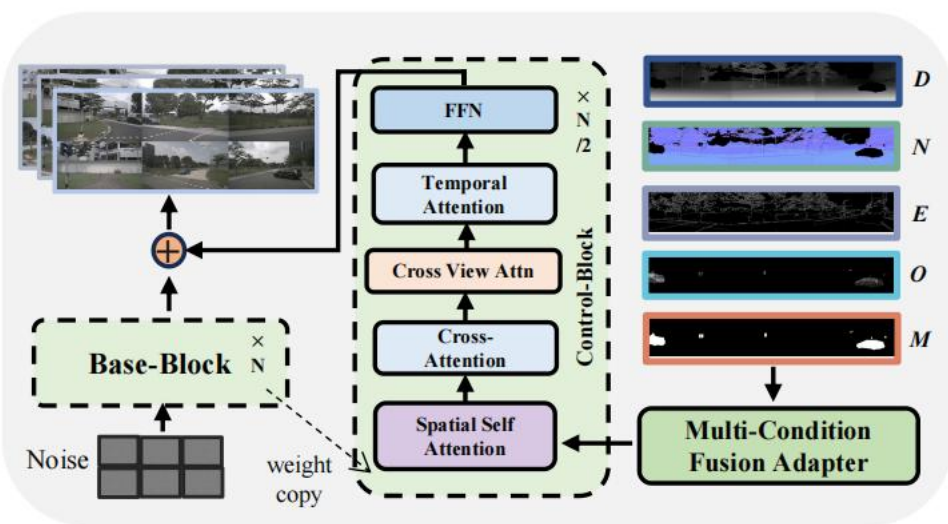 Base-Block
×
N
Noise
weight
copy
FFN
Temporal
Attention
Cross View Attn
Cross-
Attention
Spatial Self
Attention
×
N
/2
Control-Block
D
N
E
O
M
Multi-Condition
Fusion Adapter